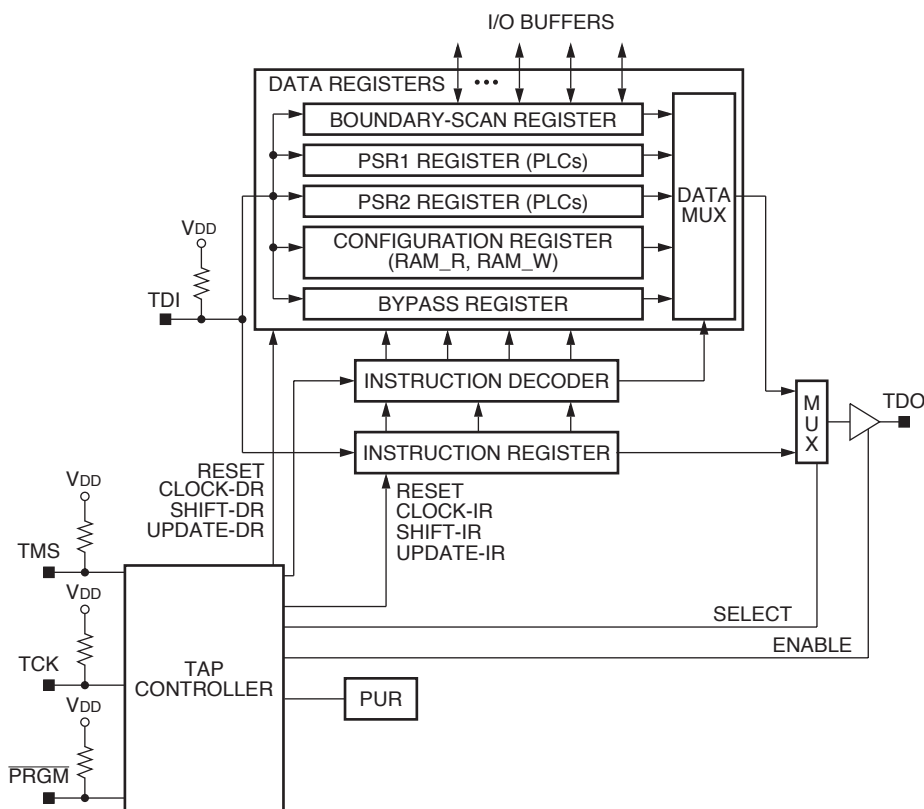 I/O BUFFERS
DATA REGISTERS
BOUNDARY-SCAN REGISTER
PSR1 REGISTER (PLCs)
PSR2 REGISTER (PLCs)
CONFIGURATION REGISTER
(RAM_R, RAM_W)
BYPASS REGISTER
DATA
MUX
VDD
TDI
INSTRUCTION DECODER
INSTRUCTION REGISTER
M
U
X
TDO
RESET
CLOCK-DR
SHIFT-DR
UPDATE-DR
RESET
CLOCK-IR
SHIFT-IR
UPDATE-IR
VDD
TMS
VDD
TCK
VDD
PRGM
TAP
CONTROLLER
SELECT
ENABLE
PUR